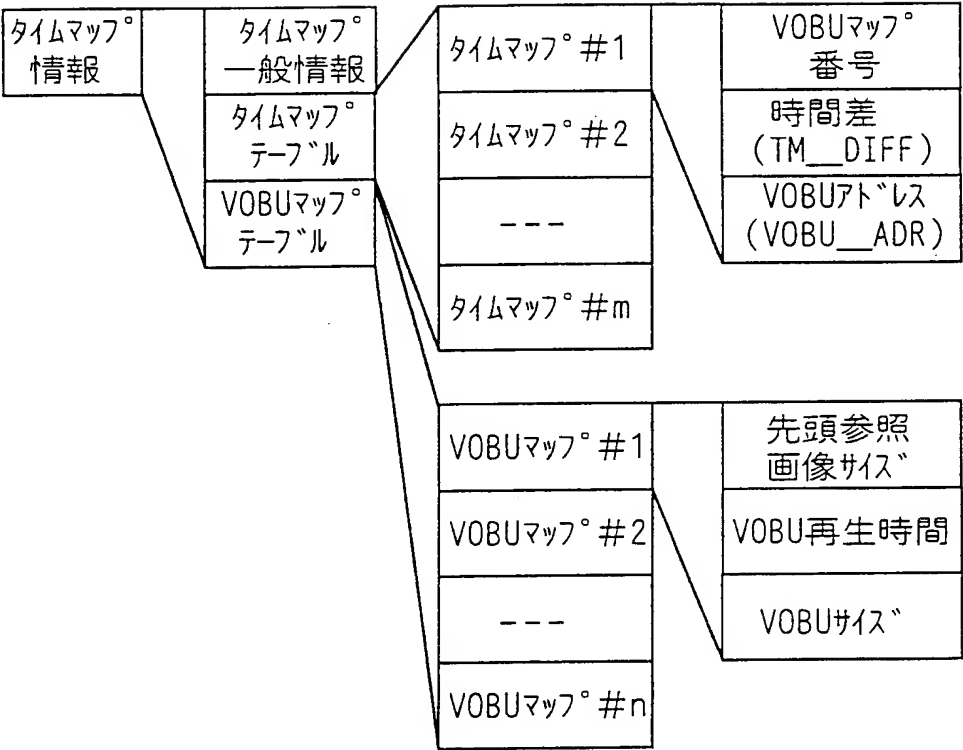 タイムマップ
情報
タイムマップ
一般情報
タイムマップ
テーブル
VOBUマップ
テーブル
タイムマップ#1
タイムマップ#2
---
タイムマップ#m
VOBUマップ
番号
時間差
(TM__DIFF)
VOBUアドレス
(VOBU__ADR)
VOBUマップ#1
VOBUマップ#2
---
VOBUマップ#n
先頭参照
画像サイズ
VOBU再生時間
VOBUサイズ